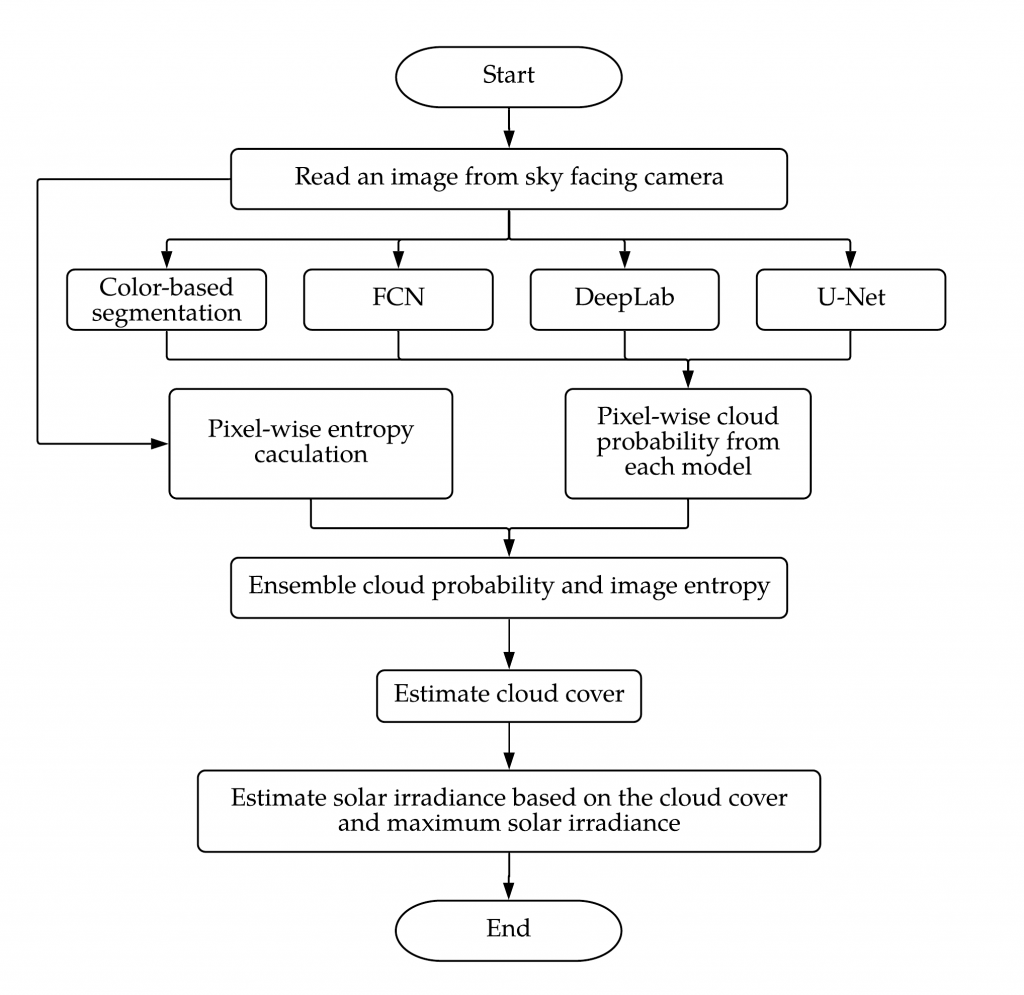 Start
Read an image from sky facing camera
Color-based
segmentation
FCN
DeepLab
U-Net
Pixel-wise entropy
caculation
Pixel-wise cloud
probability from
each model
Ensemble cloud probability and image entropy
Estimate cloud cover
Estimate solar irradiance based on the cloud cover
and maximum solar irradiance
End